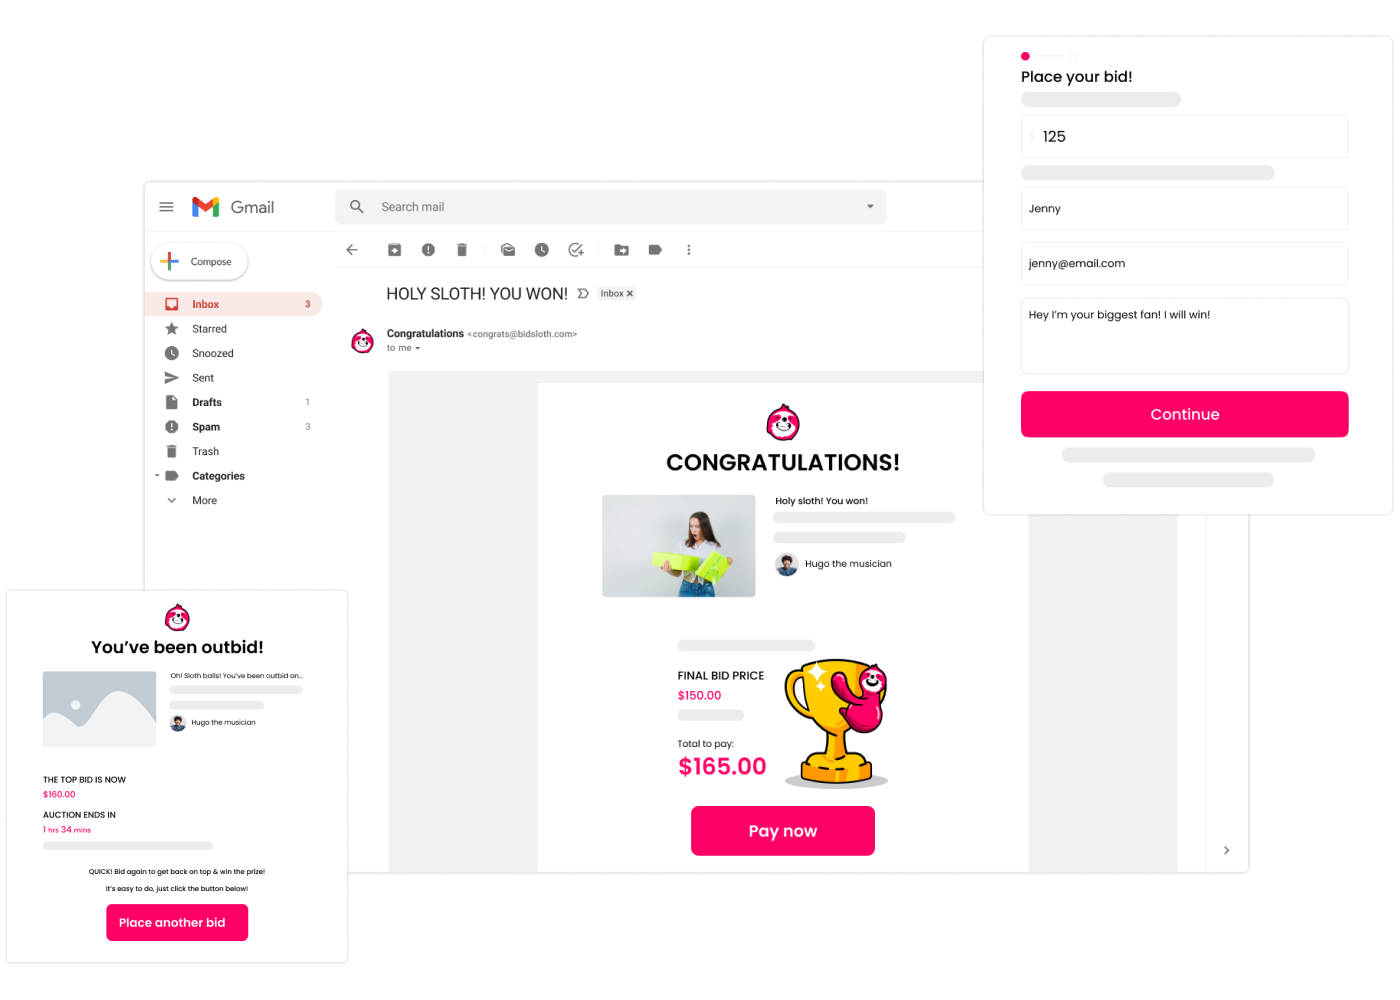 Place your bid!
$ 125
Jenny
jenny@email.com
Hey I'm your biggest fan! I will win!
Continue
Gmail
Search mail
Compose
Inbox 3
Starred
Snoozed
Sent
Drafts 1
Spam 3
Trash
Categories
More
HOLY SLOTH! YOU WON!
Inbox ×
Congratulations <congrats@bidsloth.com>
to me
CONGRATULATIONS!
Holy sloth! You won!
Hugo the musician
FINAL BID PRICE
$150.00
Total to pay:
$165.00
Pay now
You've been outbid!
Oh! Sloth balls! You've been outbid on...
Hugo the musician
THE TOP BID IS NOW
$160.00
AUCTION ENDS IN
1 hrs 34 mins
QUICK! Bid again to get back on top & win the prize!
It's easy to do, just click the button below!
Place another bid